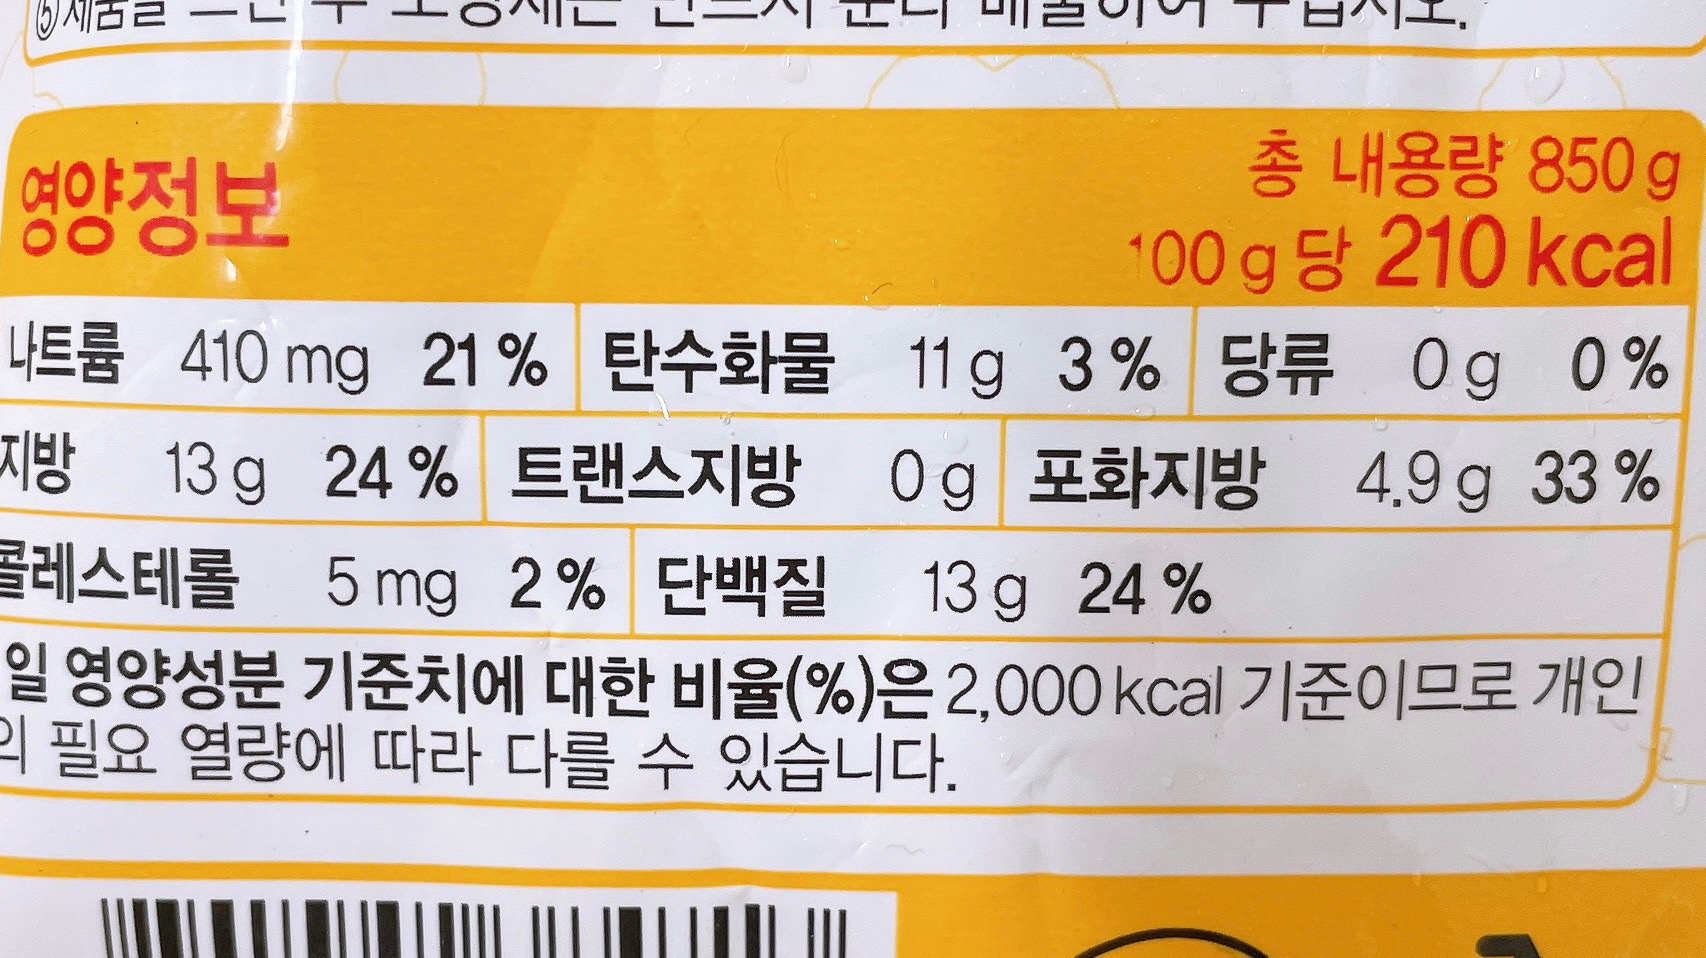 영양정보
총 내용량 850 g
100 g 당 210 kcal
나트륨 410 mg 21 % 탄수화물 11 g 3 % 당류 0 g 0 %
지방 13 g 24 % 트랜스지방 0 g 포화지방 4.9 g 33 %
콜레스테롤 5 mg 2 % 단백질 13 g 24 %
일 영양성분 기준치에 대한 비율(%)은 2,000 kcal 기준이므로 개인
의 필요 열량에 따라 다를 수 있습니다.